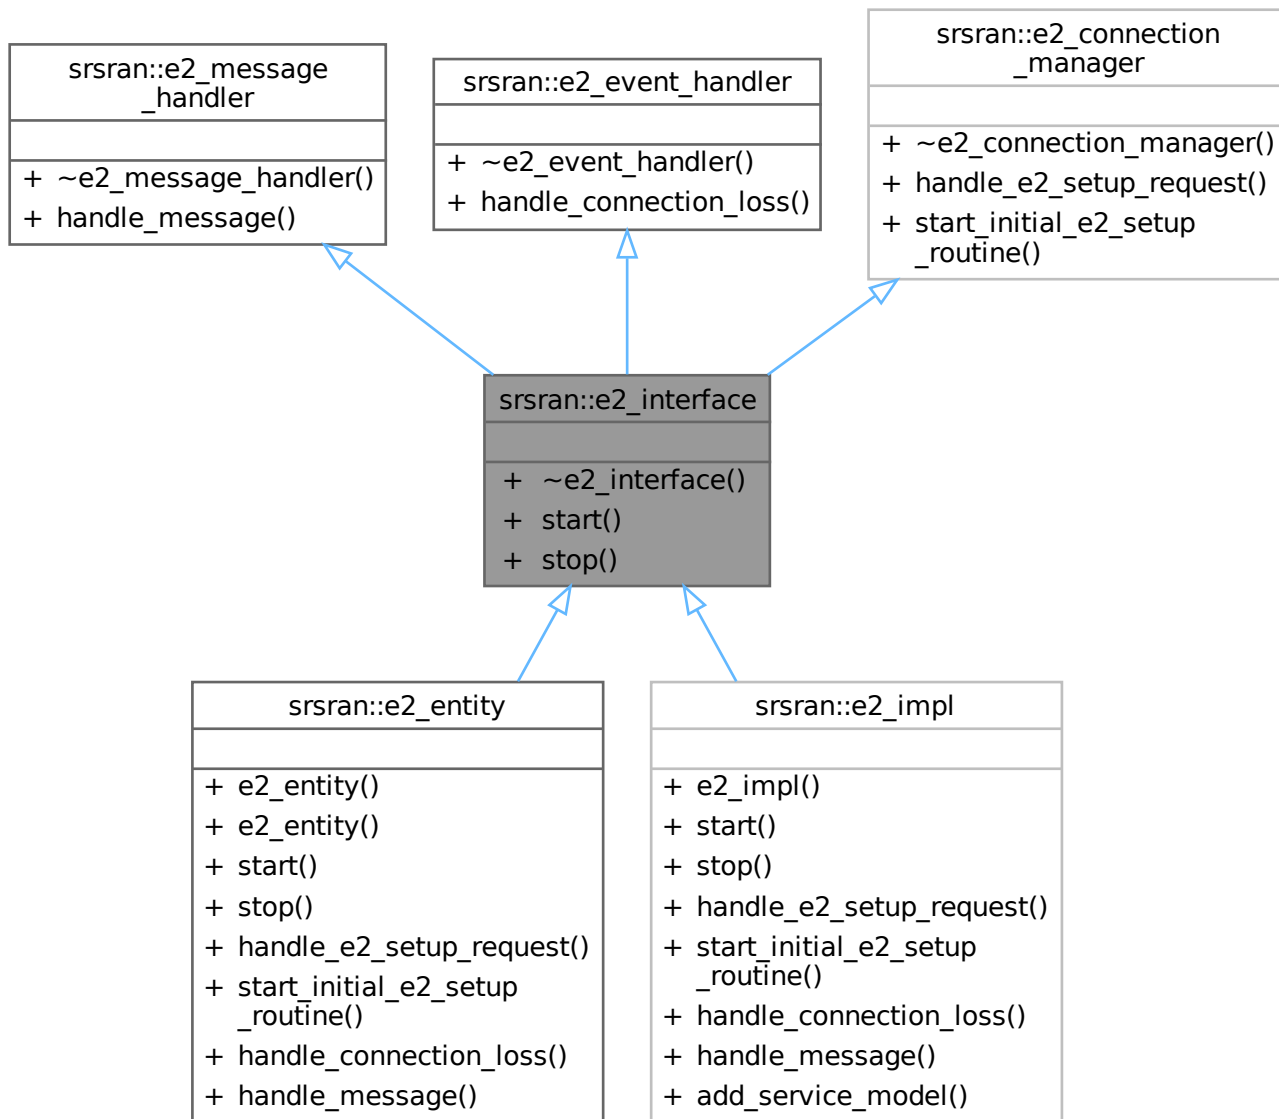 srsran::e2_message
_handler
+ ~e2_message_handler()
+ handle_message()
srsran::e2_event_handler
+ ~e2_event_handler()
+ handle_connection_loss()
srsran::e2_connection
_manager
+ ~e2_connection_manager()
+ handle_e2_setup_request()
+ start_initial_e2_setup
_routine()
srsran::e2_interface
+ ~e2_interface()
+ start()
+ stop()
srsran::e2_entity
+ e2_entity()
+ e2_entity()
+ start()
+ stop()
+ handle_e2_setup_request()
+ start_initial_e2_setup
_routine()
+ handle_connection_loss()
+ handle_message()
srsran::e2_impl
+ e2_impl()
+ start()
+ stop()
+ handle_e2_setup_request()
+ start_initial_e2_setup
_routine()
+ handle_connection_loss()
+ handle_message()
+ add_service_model()